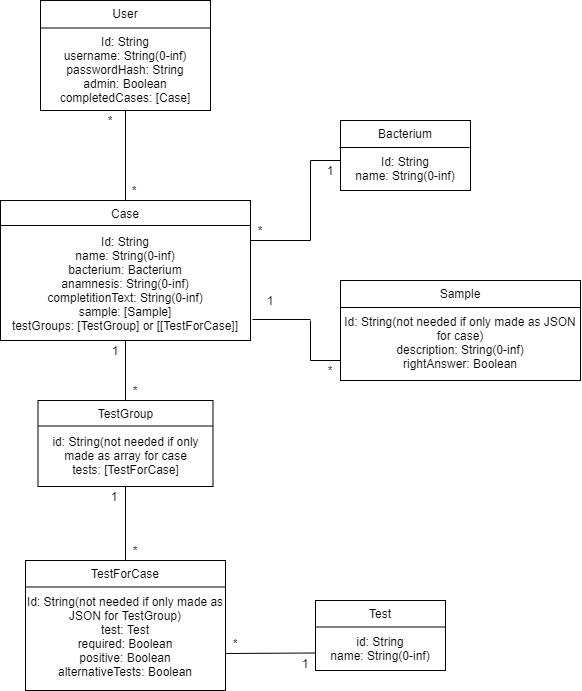 User
Id: String
username: String(0-inf)
passwordHash: String
admin: Boolean
completedCases: [Case]
*
*
Bacterium
Id: String
name: String(0-inf)
1
*
Case
Id: String
name: String(0-inf)
bacterium: Bacterium
anamnesis: String(0-inf)
completitionText: String(0-inf)
sample: [Sample]
testGroups: [TestGroup] or [[TestForCase]]
1
Sample
Id: String(not needed if only made as JSON
for case)
description: String(0-inf)
rightAnswer: Boolean
*
1
*
TestGroup
id: String(not needed if only
made as array for case
tests: [TestForCase]
1
*
TestForCase
Id: String(not needed if only made as
JSON for TestGroup)
test: Test
required: Boolean
positive: Boolean
alternativeTests: Boolean
*
1
Test
id: String
name: String(0-inf)